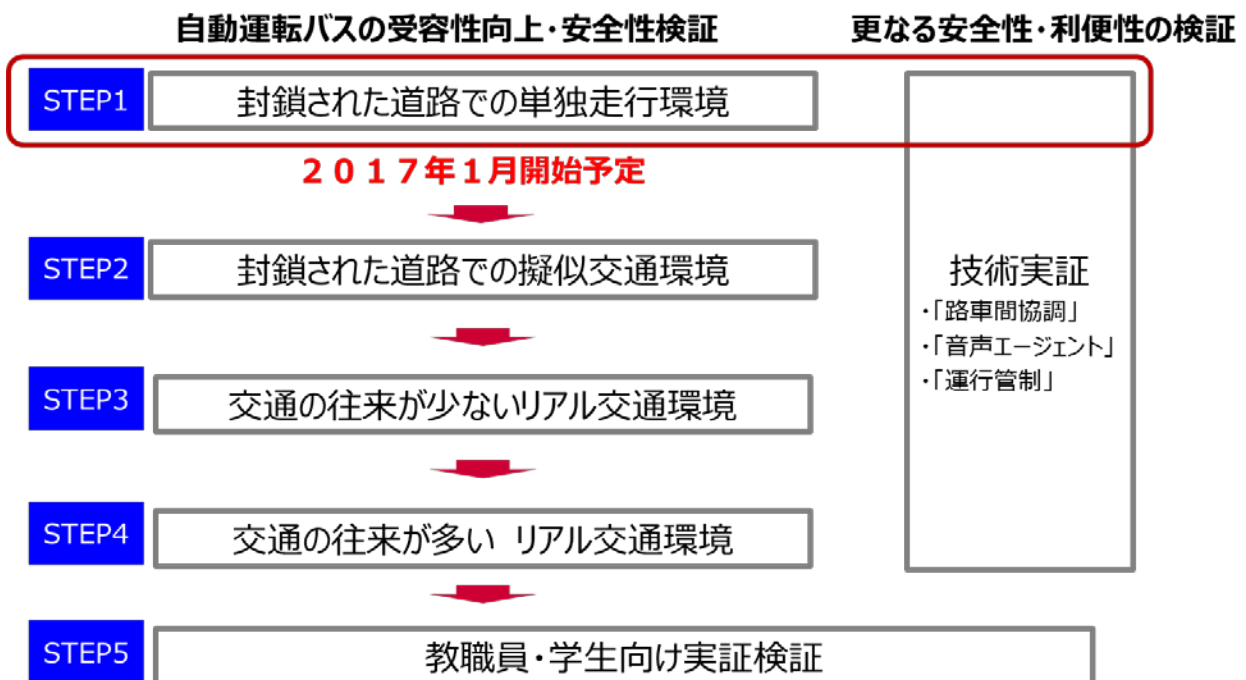 自動運転バスの受容性向上・安全性検証
更なる安全性・利便性の検証
STEP1
封鎖された道路での単独走行環境
２０１７年１月開始予定
STEP2
封鎖された道路での擬似交通環境
STEP3
交通の往来が少ないリアル交通環境
STEP4
交通の往来が多い リアル交通環境
技術実証
・「路車間協調」
・「音声エージェント」
・「運行管制」
STEP5
教職員・学生向け実証検証